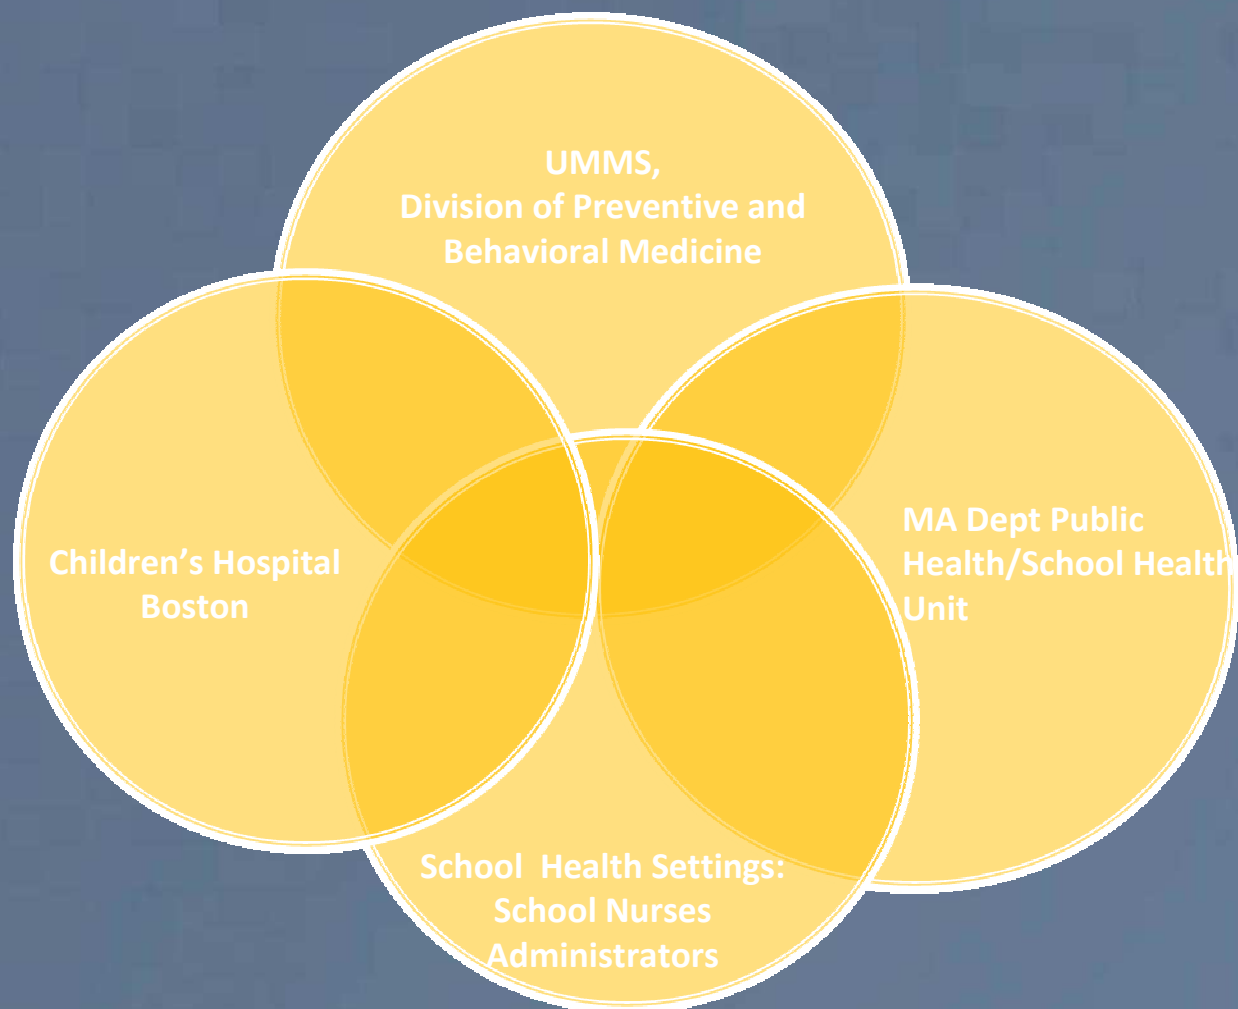 UMMS,
Division of Preventive and
Behavioral Medicine
MA Dept Public
Health/School Health
Unit
Children’s Hospital
Boston
School  Health Settings:
School Nurses
Administrators